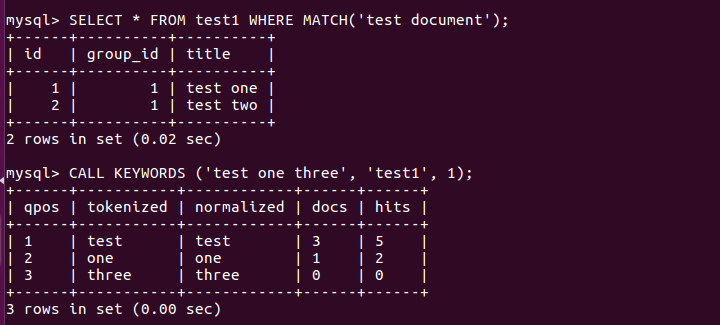 mysql> SELECT * FROM test1 WHERE MATCH('test document');
+------+----------+----------+
| id   | group_id | title    |
+------+----------+----------+
|    1 |        1 | test one |
|    2 |        1 | test two |
+------+----------+----------+
2 rows in set (0.02 sec)

mysql> CALL KEYWORDS ('test one three', 'test1', 1);
+------+-----------+------------+------+------+
| qpos | tokenized | normalized | docs | hits |
+------+-----------+------------+------+------+
| 1    | test      | test       | 3    | 5    |
| 2    | one       | one        | 1    | 2    |
| 3    | three     | three      | 0    | 0    |
+------+-----------+------------+------+------+
3 rows in set (0.00 sec)